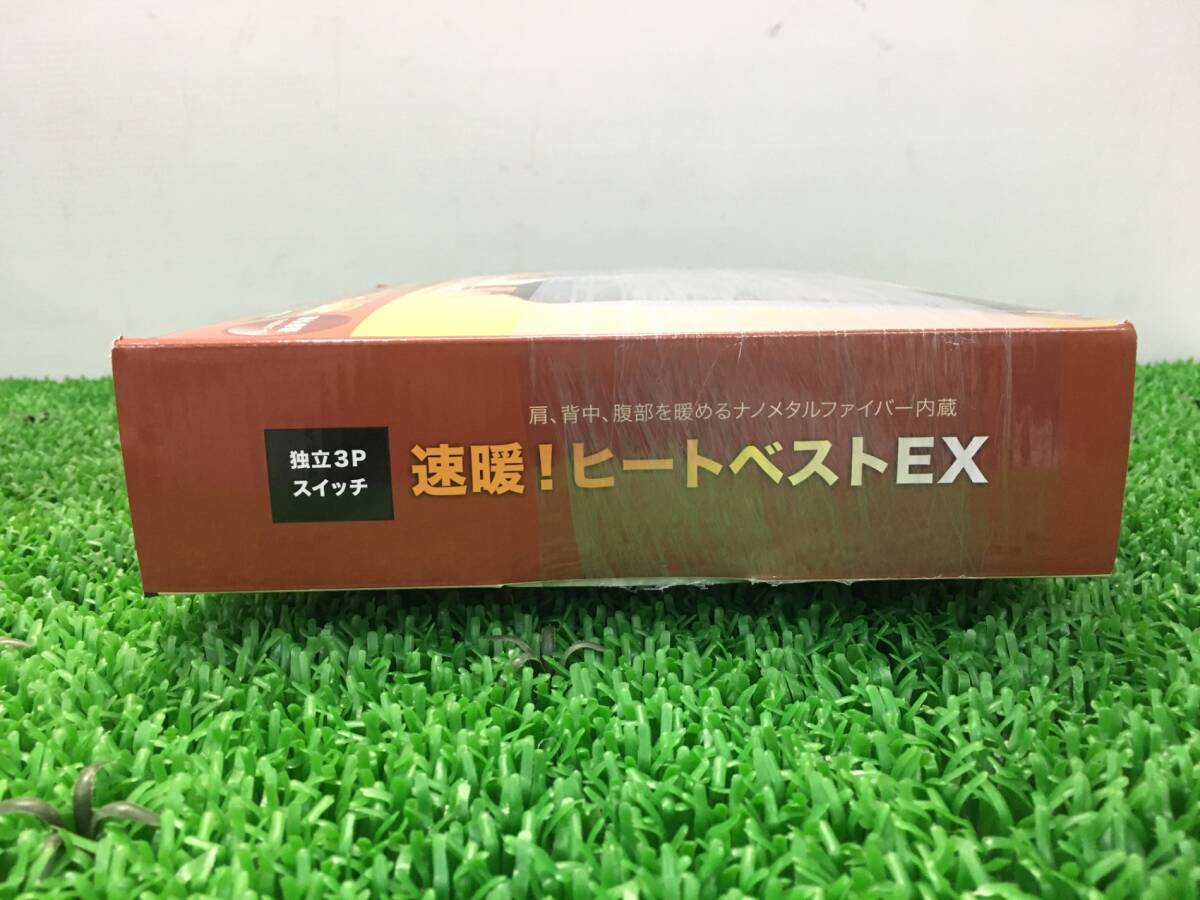 肩、背中、腹部を暖めるナノメタルファイバー内蔵
独立3P
スイッチ
速暖！ヒートベストEX